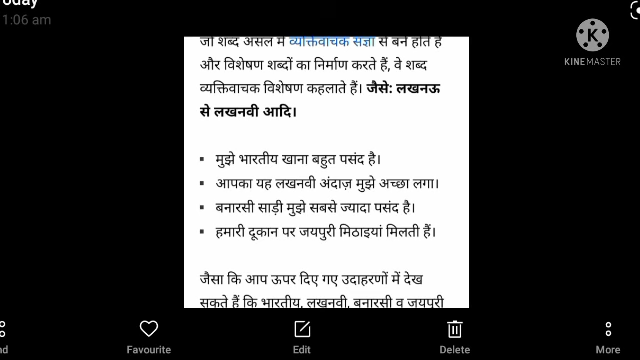 oday
1:06 am
KINEMASTER
जो शब्द असल में व्यक्तिवाचक संज्ञा से बने होते हैं
और विशेषण शब्दों का निर्माण करते हैं, वे शब्द
व्यक्तिवाचक विशेषण कहलाते हैं। जैसे: लखनऊ
से लखनवी आदि।
▪ मुझे भारतीय खाना बहुत पसंद है।
▪ आपका यह लखनवी अंदाज़ मुझे अच्छा लगा।
▪ बनारसी साड़ी मुझे सबसे ज्यादा पसंद है।
▪ हमारी दूकान पर जयपुरी मिठाइयां मिलती हैं।
जैसा कि आप ऊपर दिए गए उदाहरणों में देख
सकते हैं कि भारतीय, लखनवी, बनारसी व जयपुरी
nd Favourite Edit Delete More